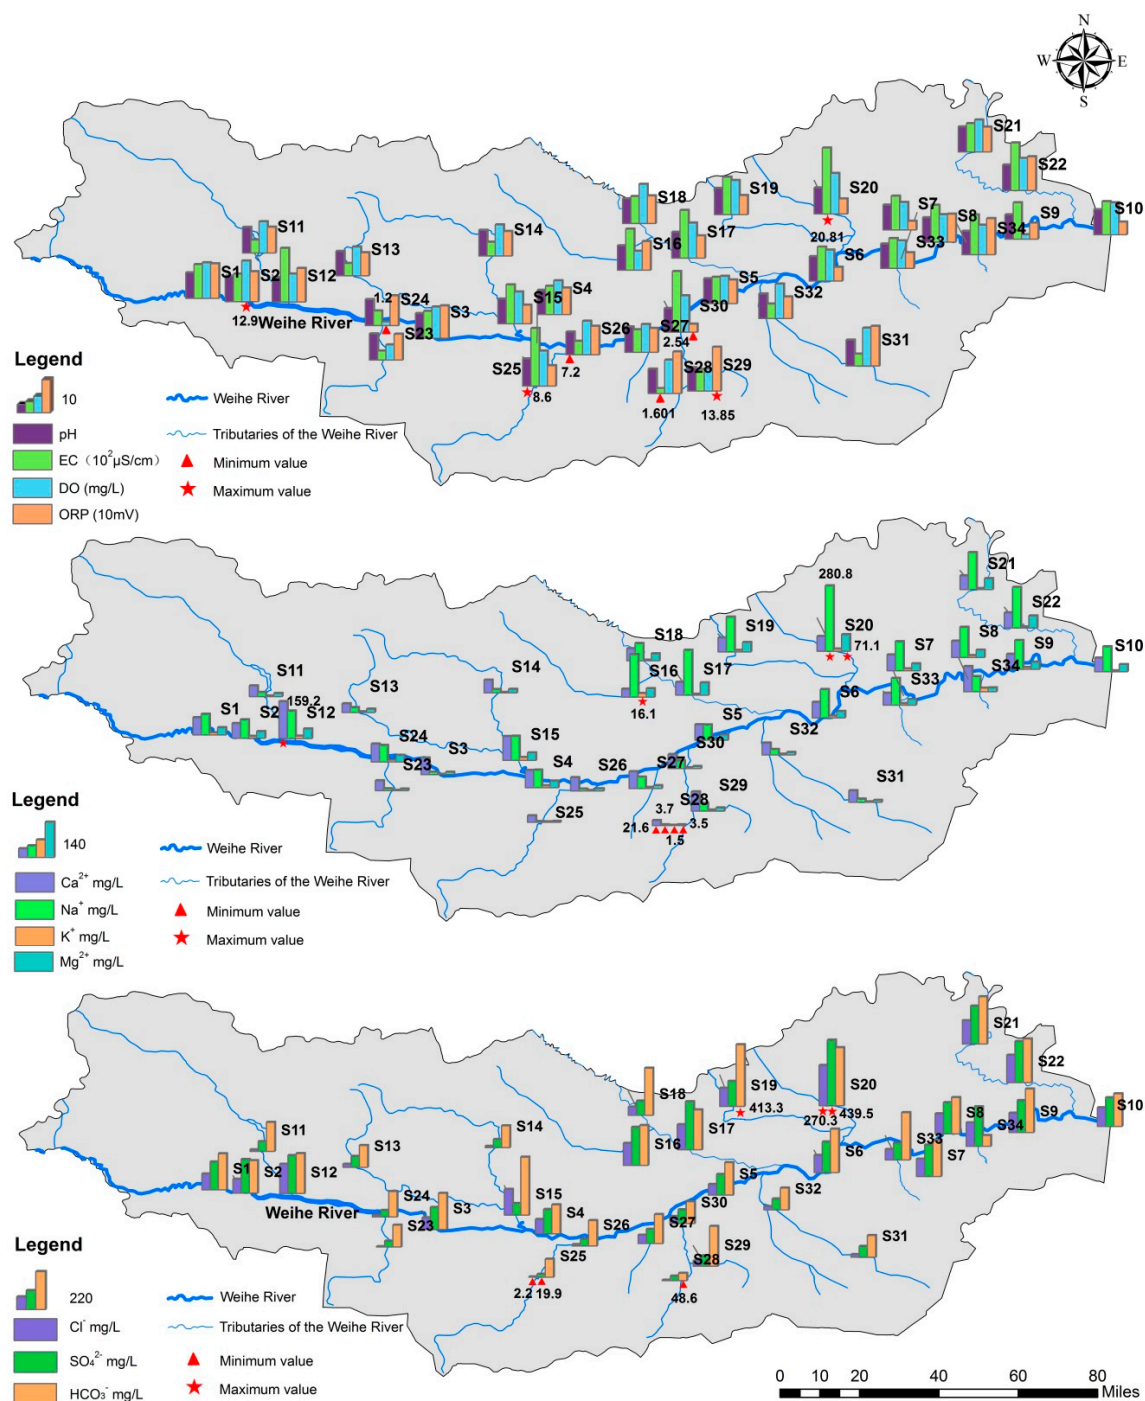 N
W E
S
S21
S22
S18
S19
S20
S10
S7
S9
S8
S11
S14
S17
S34
20.81
S16
S33
S13
S6
S1
S2
S12
S5
S24
1.2
S15
S4
S32
S30
S3
12.9
Weihe River
S23
S26
S27
2.54
S31
Legend
S25
7.2
S28
S29
8.6
10
Weihe River
1.601
13.85
pH
Tributaries of the Weihe River
EC (10²μS/cm)
Minimum value
DO (mg/L)
Maximum value
ORP (10mV)
S21
280.8
S22
S19
S20
S18
S7
S8
71.1
S9
S10
S11
S14
S16
S17
S34
S13
159.2
S33
S1
S2
S12
16.1
S6
S5
S32
S24
S3
S15
S30
S23
S4
S26
S27
S31
Legend
S28
S29
3.7
S25
21.6
3.5
1.5
140
Weihe River
Ca²⁺ mg/L
Tributaries of the Weihe River
Na⁺ mg/L
Minimum value
K⁺ mg/L
Maximum value
Mg²⁺ mg/L
S21
S22
S19
S20
S18
413.3
270.3
439.5
S10
S8
S9
S34
S11
S14
S16
S17
S13
S33
S7
S6
S1
S2
S12
S5
S32
S24
S15
S30
Weihe River
S3
S4
S23
S26
S27
S31
Legend
S25
S28
S29
2.2
19.9
48.6
220
Weihe River
Cl⁻ mg/L
Tributaries of the Weihe River
SO₄²⁻ mg/L
Minimum value
HCO₃⁻ mg/L
Maximum value
0 10 20 40 60 80
Miles